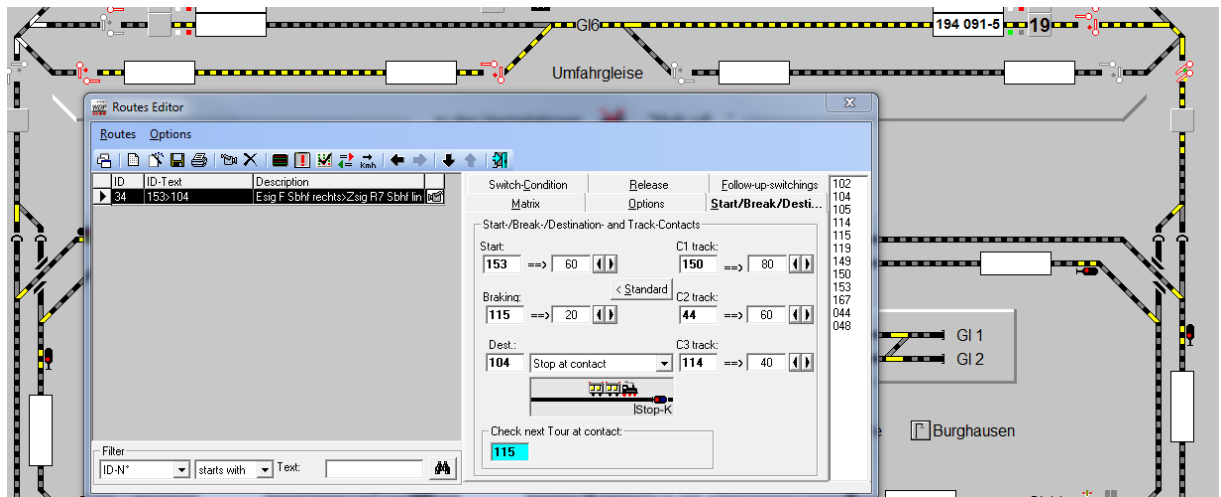 Gl6
194 091-5
19
Umfahrgleise
WDP
Routes Editor
Routes Options
Kmh
ID ID-Text Description
34 153>104 Esig F Sbhf rechts>Zsig R7 Sbhf lin
Switch-Condition Release Follow-up-switchings
Matrix Options Start/Break/Desti...
Start-/Break-/Destination- and Track-Contacts
Start: C1 track:
153 ==> 60 150 ==> 80
< Standard
Braking: C2 track:
115 ==> 20 44 ==> 60
Dest.: C3 track:
104 Stop at contact 114 ==> 40
Stop-K
Check next Tour at contact:
115
102
104
105
114
115
119
149
150
153
167
044
048
Filter
ID-N° starts with Text:
Gl 1
Gl 2
Burghausen